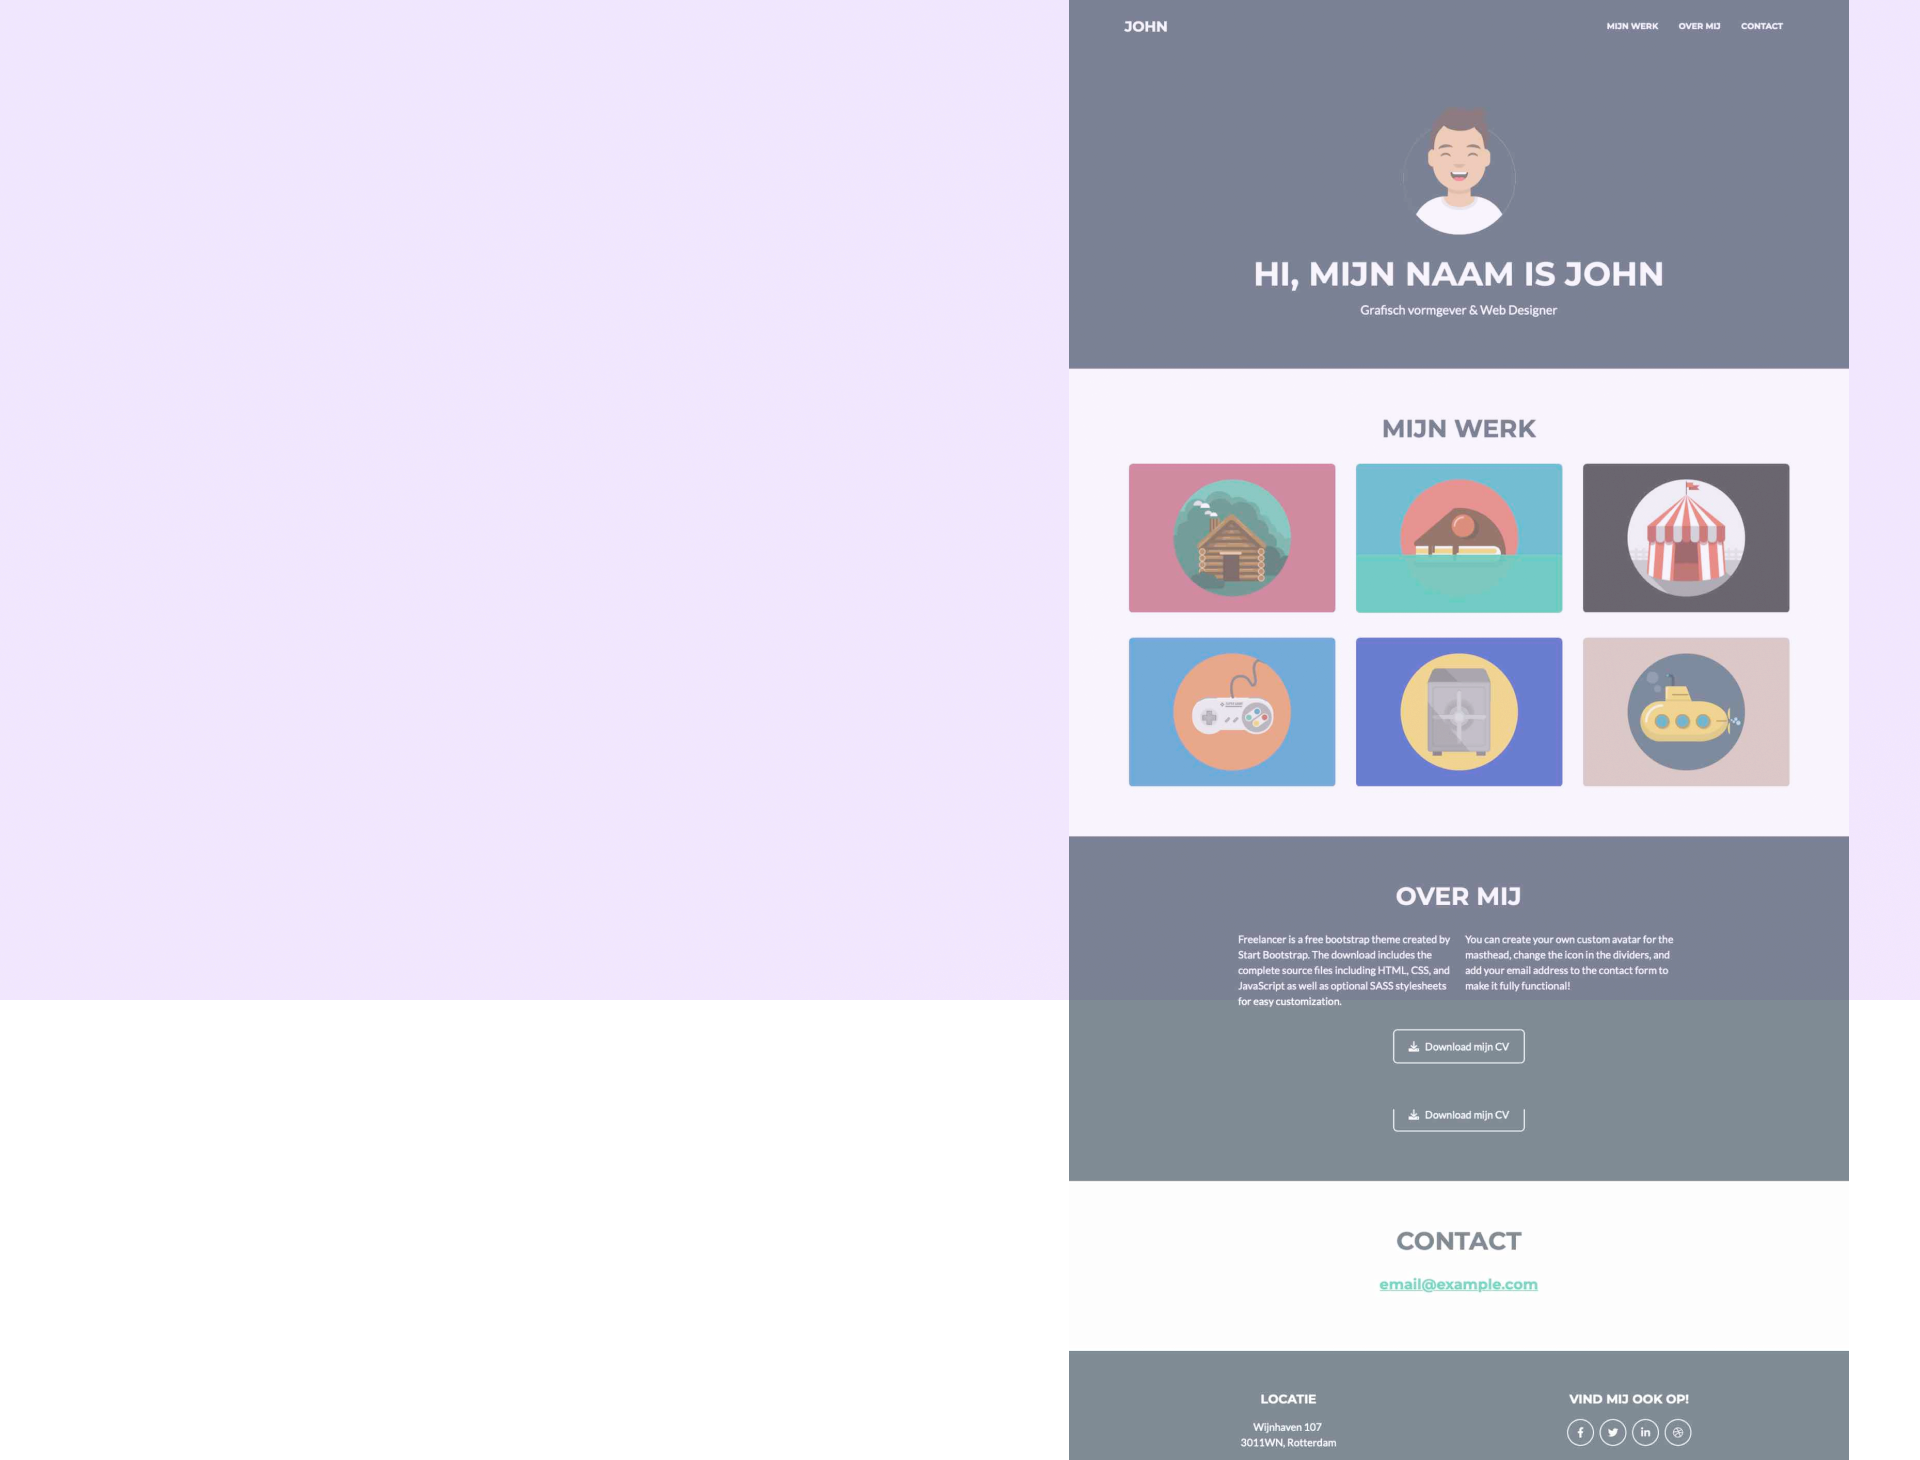 JOHN
MIJN WERK OVER MIJ CONTACT
HI, MIJN NAAM IS JOHN
Grafisch vormgever & Web Designer
MIJN WERK
OVER MIJ
Freelancer is a free bootstrap theme created by
Start Bootstrap. The download includes the
complete source files including HTML, CSS, and
JavaScript as well as optional SASS stylesheets
for easy customization.
You can create your own custom avatar for the
masthead, change the icon in the dividers, and
add your email address to the contact form to
make it fully functional!
Download mijn CV
Download mijn CV
CONTACT
email@example.com
LOCATIE
Wijnhaven 107
3011WN, Rotterdam
VIND MIJ OOK OP!